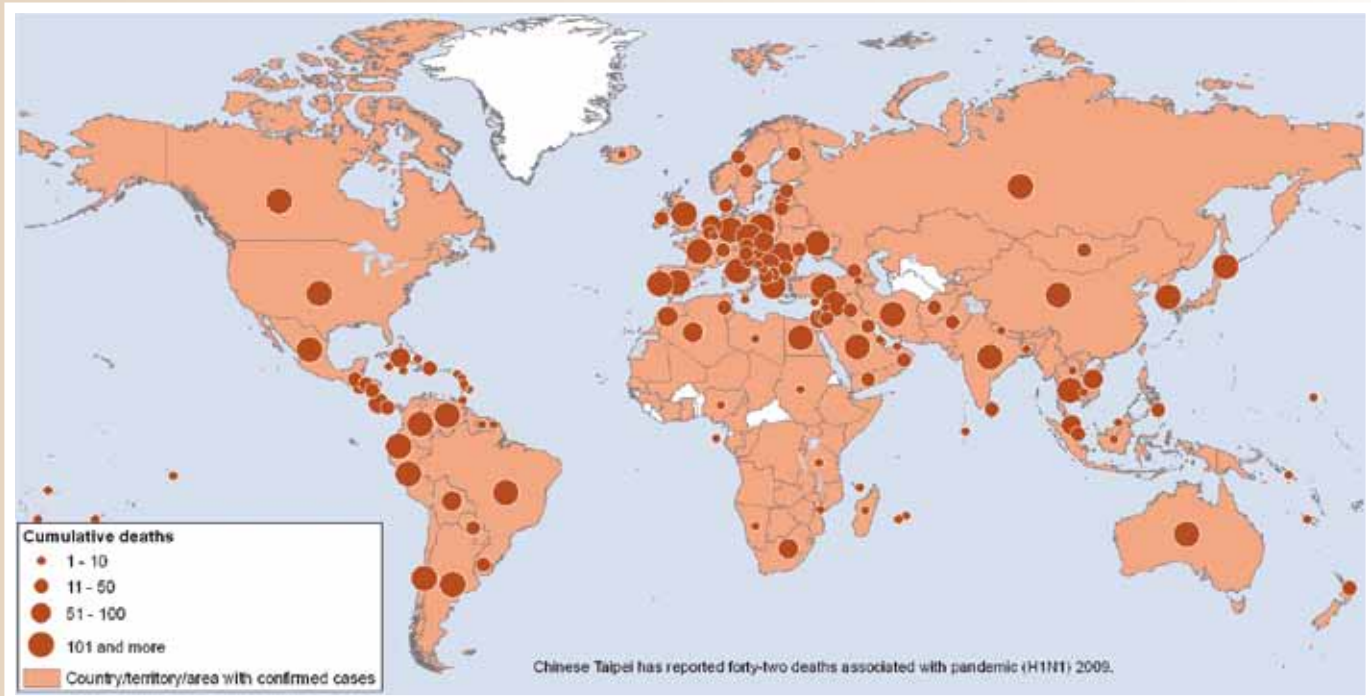 Cumulative deaths
1 - 10
11 - 50
51 - 100
101 and more
Country/territory/area with confirmed cases
Chinese Taipei has reported forty-two deaths associated with pandemic (H1N1) 2009.